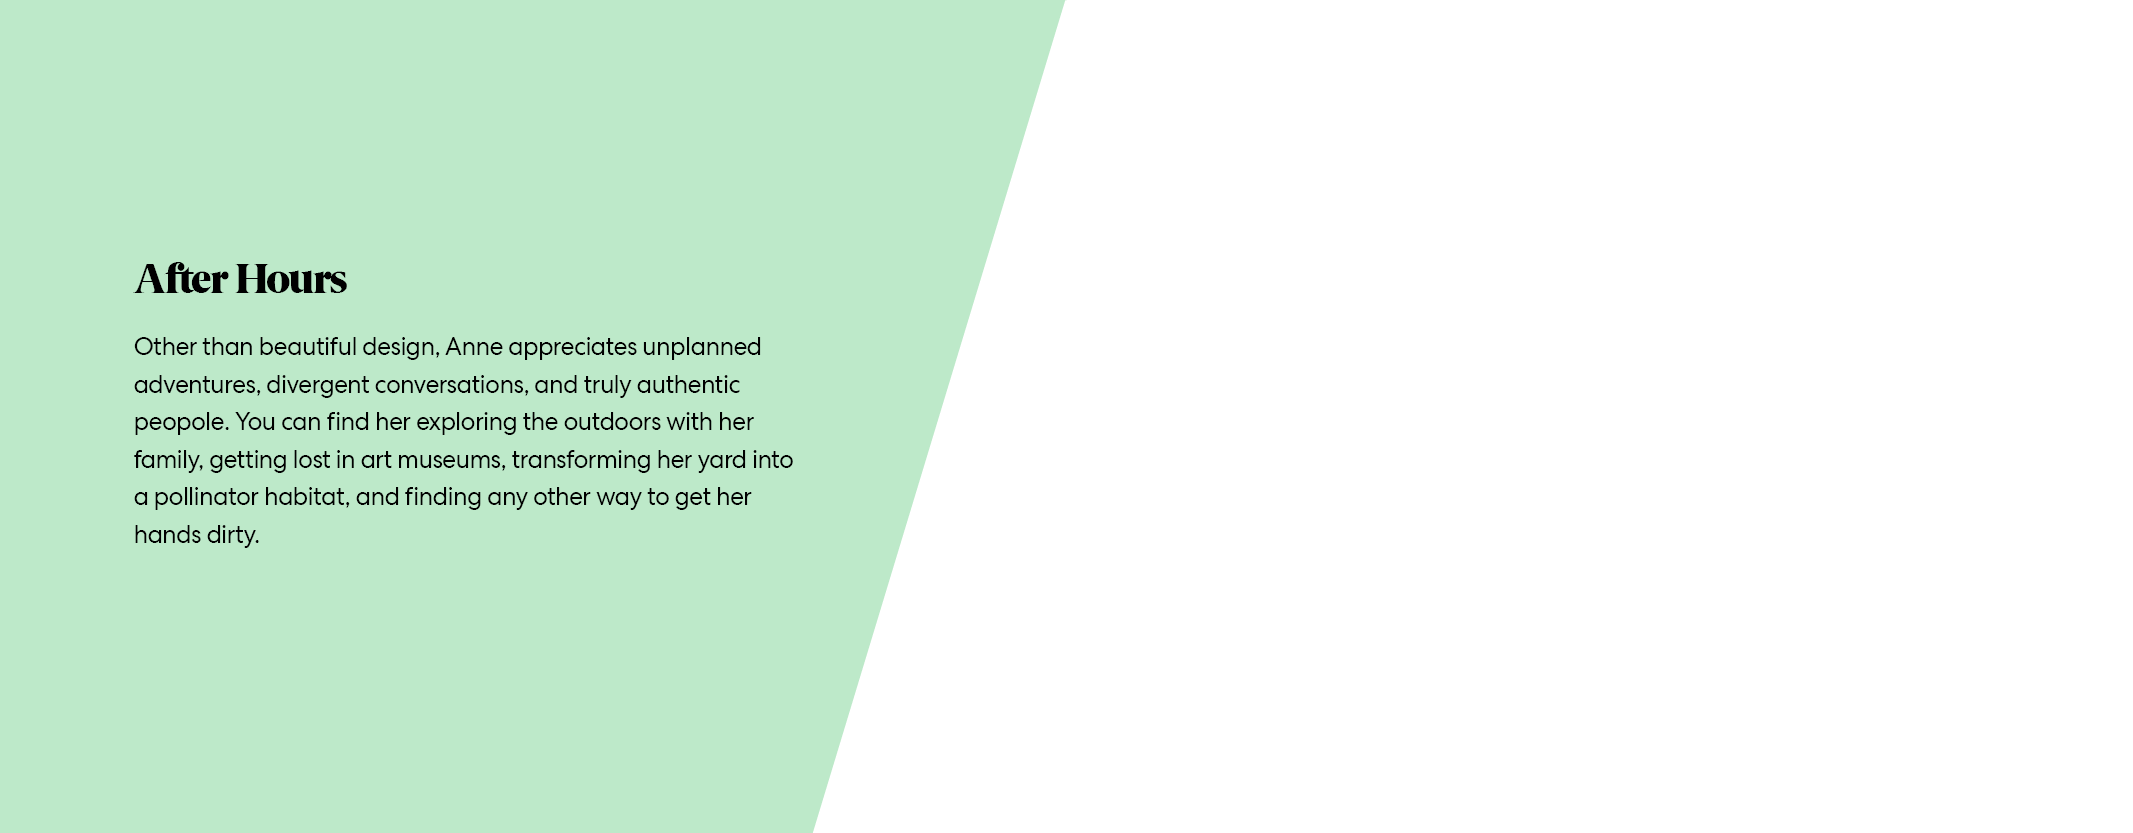 After Hours
Other than beautiful design, Anne appreciates unplanned
adventures, divergent conversations, and truly authentic
peopole. You can find her exploring the outdoors with her
family, getting lost in art museums, transforming her yard into
a pollinator habitat, and finding any other way to get her
hands dirty.